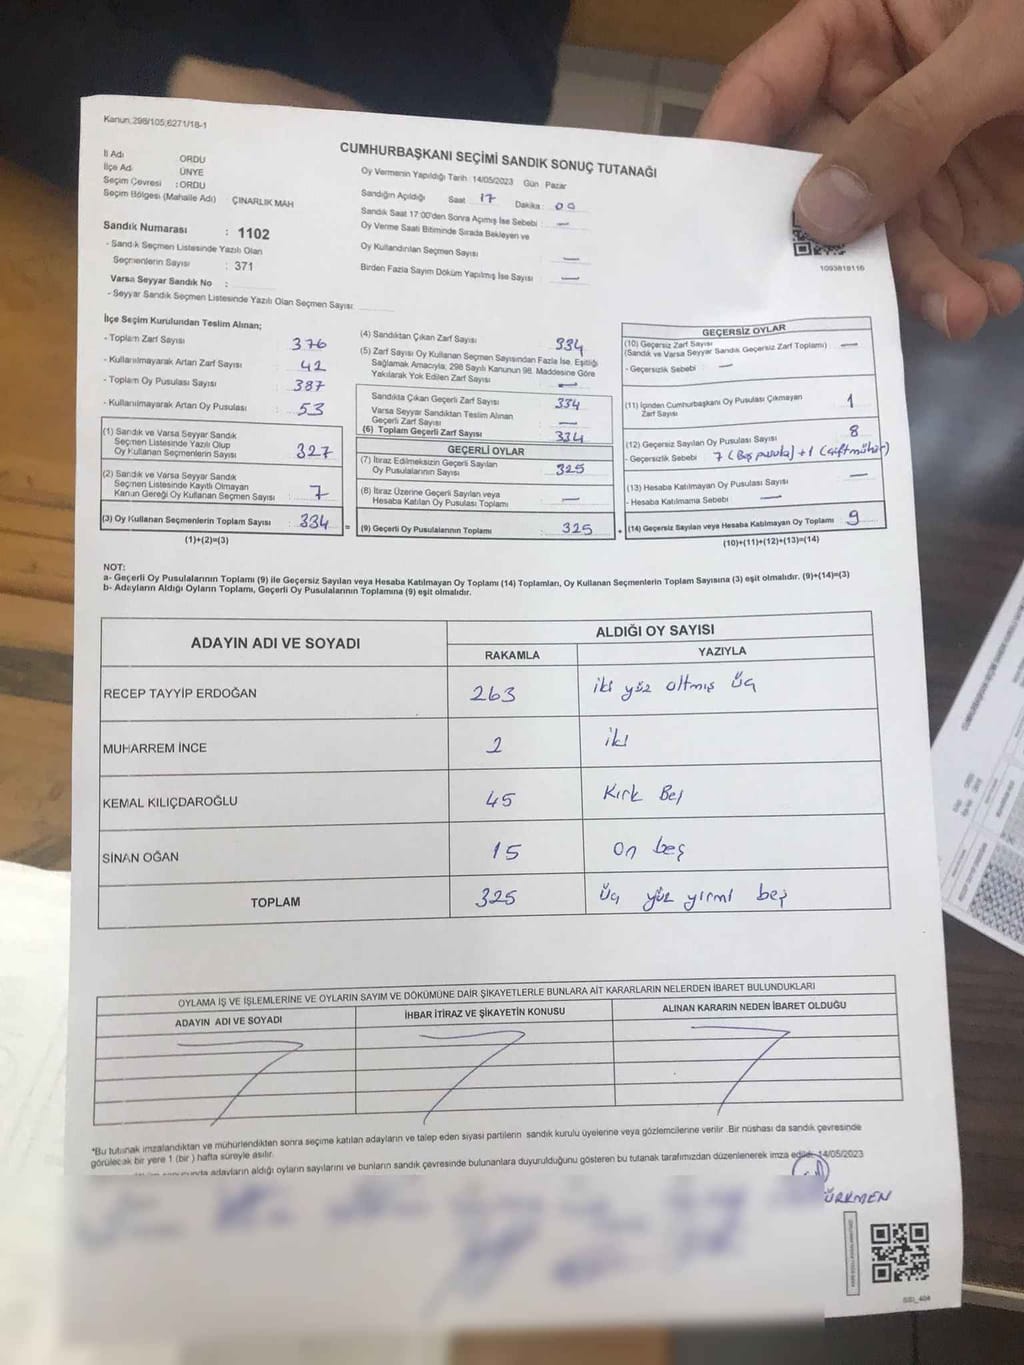 Kanun;298/105;6271/18-1
CUMHURBAŞKANI SEÇİMİ SANDIK SONUÇ TUTANAĞI
İl Adı ORDU
İlçe Adı ÜNYE
Seçim Çevresi : ORDU
Seçim Bölgesi (Mahalle Adı) ÇINARLIK MAH
Sandık Numarası : 1102
- Sandık Seçmen Listesinde Yazılı Olan
Seçmenlerin Sayısı : 371
Varsa Seyyar Sandık No :
- Seyyar Sandık Seçmen Listesinde Yazılı Olan Seçmen Sayısı
Oy Vermenin Yapıldığı Tarih 14/05/2023 Gün Pazar
Sandığın Açıldığı Saat 17 Dakika : 09
Sandık Saat 17:00'den Sonra Açımış İse Sebebi : —
Oy Verme Saati Bitiminde Sırada Bekleyen ve
Oy Kullandırılan Seçmen Sayısı —
Birden Fazla Sayım Döküm Yapılmış İse Sayısı —
1093818116
İlçe Seçim Kurulundan Teslim Alınan;
- Toplam Zarf Sayısı 376
- Kullanılmayarak Artan Zarf Sayısı 42
- Toplam Oy Pusulası Sayısı 387
- Kullanılmayarak Artan Oy Pusulası 53
(1) Sandık ve Varsa Seyyar Sandık
Seçmen Listesinde Yazılı Olup
Oy Kullanan Seçmenlerin Sayısı 327
(2) Sandık ve Varsa Seyyar Sandık
Seçmen Listesinde Kayıtlı Olmayan
Kanun Gereği Oy Kullanan Seçmen Sayısı 7
(3) Oy Kullanan Seçmenlerin Toplam Sayısı : 334 =
(1)+(2)=(3)
(4) Sandıktan Çıkan Zarf Sayısı 334
(5) Zarf Sayısı Oy Kullanan Seçmen Sayısından Fazla İse, Eşitliği
Sağlamak Amacıyla; 298 Sayılı Kanunun 98. Maddesine Göre
Yakılarak Yok Edilen Zarf Sayısı —
Sandıkta Çıkan Geçerli Zarf Sayısı 334
Varsa Seyyar Sandıktan Teslim Alınan
Geçerli Zarf Sayısı —
(6) Toplam Geçerli Zarf Sayısı 334
GEÇERLİ OYLAR
(7) İtiraz Edilmeksizin Geçerli Sayılan
Oy Pusulalarının Sayısı 325
(8) İtiraz Üzerine Geçerli Sayılan veya
Hesaba Katılan Oy Pusulası Toplamı —
(9) Geçerli Oy Pusulalarının Toplamı 325 +
GEÇERSİZ OYLAR
(10) Geçersiz Zarf Sayısı —
(Sandık ve Varsa Seyyar Sandık Geçersiz Zarf Toplamı)
- Geçersizlik Sebebi —
(11) İçinden Cumhurbaşkanı Oy Pusulası Çıkmayan
Zarf Sayısı 1
(12) Geçersiz Sayılan Oy Pusulası Sayısı 8
- Geçersizlik Sebebi 7 (Boş pusula) + 1 (çift mühür)
(13) Hesaba Katılmayan Oy Pusulası Sayısı —
- Hesaba Katılmama Sebebi —
(14) Geçersiz Sayılan veya Hesaba Katılmayan Oy Toplamı 9
(10)+(11)+(12)+(13)=(14)
NOT:
a- Geçerli Oy Pusulalarının Toplamı (9) ile Geçersiz Sayılan veya Hesaba Katılmayan Oy Toplamı (14) Toplamları, Oy Kullanan Seçmenlerin Toplam Sayısına (3) eşit olmalıdır. (9)+(14)=(3)
b- Adayların Aldığı Oyların Toplamı, Geçerli Oy Pusulalarının Toplamına (9) eşit olmalıdır.
ADAYIN ADI VE SOYADI ALDIĞI OY SAYISI
RAKAMLA YAZIYLA
RECEP TAYYİP ERDOĞAN 263 iki yüz altmış üç
MUHARREM İNCE 2 iki
KEMAL KILIÇDAROĞLU 45 Kırk Beş
SİNAN OĞAN 15 on beş
TOPLAM 325 üç yüz yirmi beş
OYLAMA İŞ VE İŞLEMLERİNE VE OYLARIN SAYIM VE DÖKÜMÜNE DAİR ŞİKAYETLERLE BUNLARA AİT KARARLARIN NELERDEN İBARET BULUNDUKLARI
ADAYIN ADI VE SOYADI İHBAR İTİRAZ VE ŞİKAYETİN KONUSU ALINAN KARARIN NEDEN İBARET OLDUĞU
*Bu tutanak imzalandıktan ve mühürlendikten sonra seçime katılan adayların ve talep eden siyasi partilerin sandık kurulu üyelerine veya gözlemcilerine verilir .Bir nüshası da sandık çevresinde
görülecek bir yere 1 (bir ) hafta süreyle asılır.
adayların aldığı oyların sayılarını ve bunların sandık çevresinde bulunanlara duyurulduğunu gösteren bu tutanak tarafımızdan düzenlenerek imza edildi. 14/05/2023
ÜRKMEN